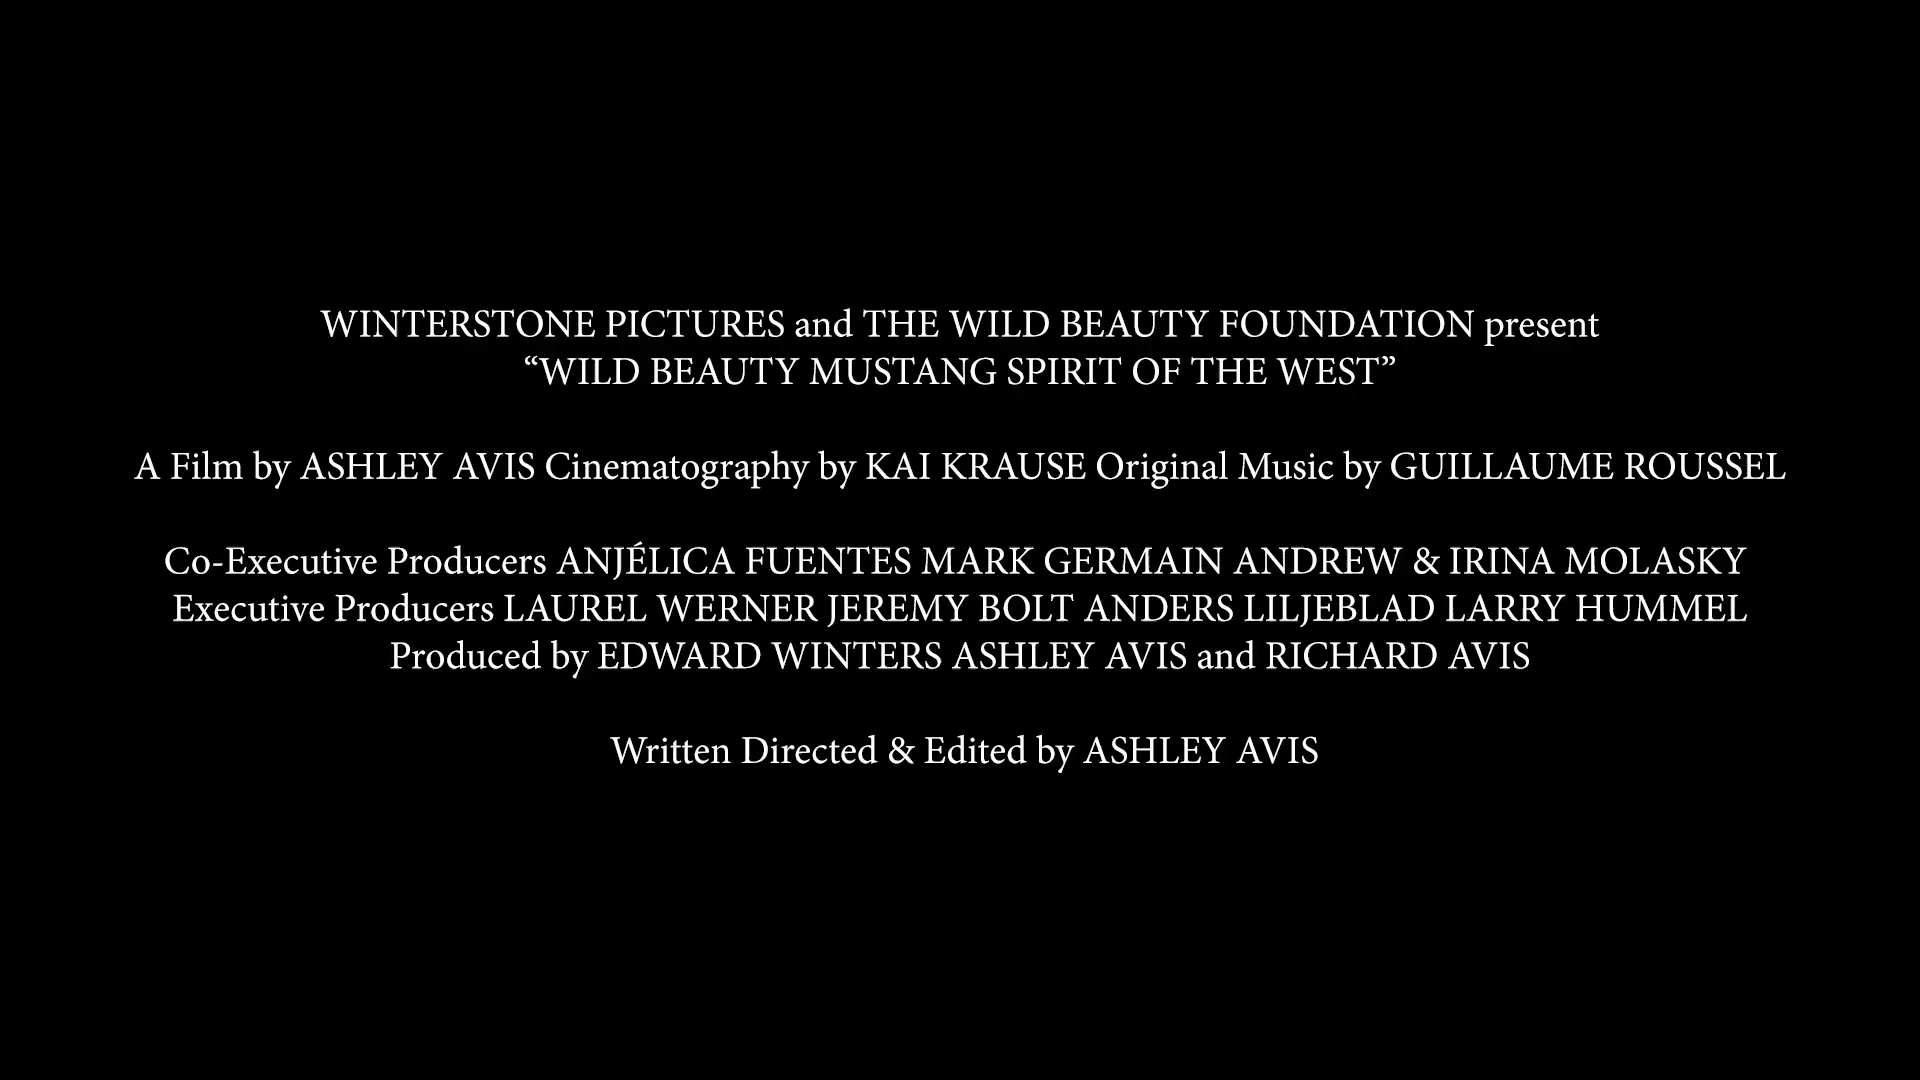 WINTERSTONE PICTURES and THE WILD BEAUTY FOUNDATION present
“WILD BEAUTY MUSTANG SPIRIT OF THE WEST”
A Film by ASHLEY AVIS Cinematography by KAI KRAUSE Original Music by GUILLAUME ROUSSEL
Co-Executive Producers ANJÉLICA FUENTES MARK GERMAIN ANDREW & IRINA MOLASKY
Executive Producers LAUREL WERNER JEREMY BOLT ANDERS LILJEBLAD LARRY HUMMEL
Produced by EDWARD WINTERS ASHLEY AVIS and RICHARD AVIS
Written Directed & Edited by ASHLEY AVIS